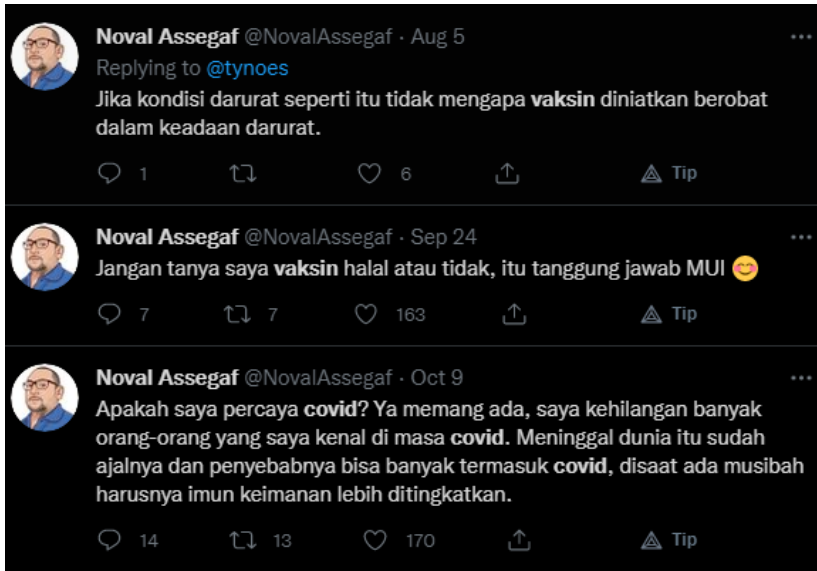 Noval Assegaf @NovalAssegaf · Aug 5
Replying to @tynoes
Jika kondisi darurat seperti itu tidak mengapa vaksin diniatkan berobat
dalam keadaan darurat.
1 6 Tip
Noval Assegaf @NovalAssegaf · Sep 24
Jangan tanya saya vaksin halal atau tidak, itu tanggung jawab MUI 😊
7 7 163 Tip
Noval Assegaf @NovalAssegaf · Oct 9
Apakah saya percaya covid? Ya memang ada, saya kehilangan banyak
orang-orang yang saya kenal di masa covid. Meninggal dunia itu sudah
ajalnya dan penyebabnya bisa banyak termasuk covid, disaat ada musibah
harusnya imun keimanan lebih ditingkatkan.
14 13 170 Tip